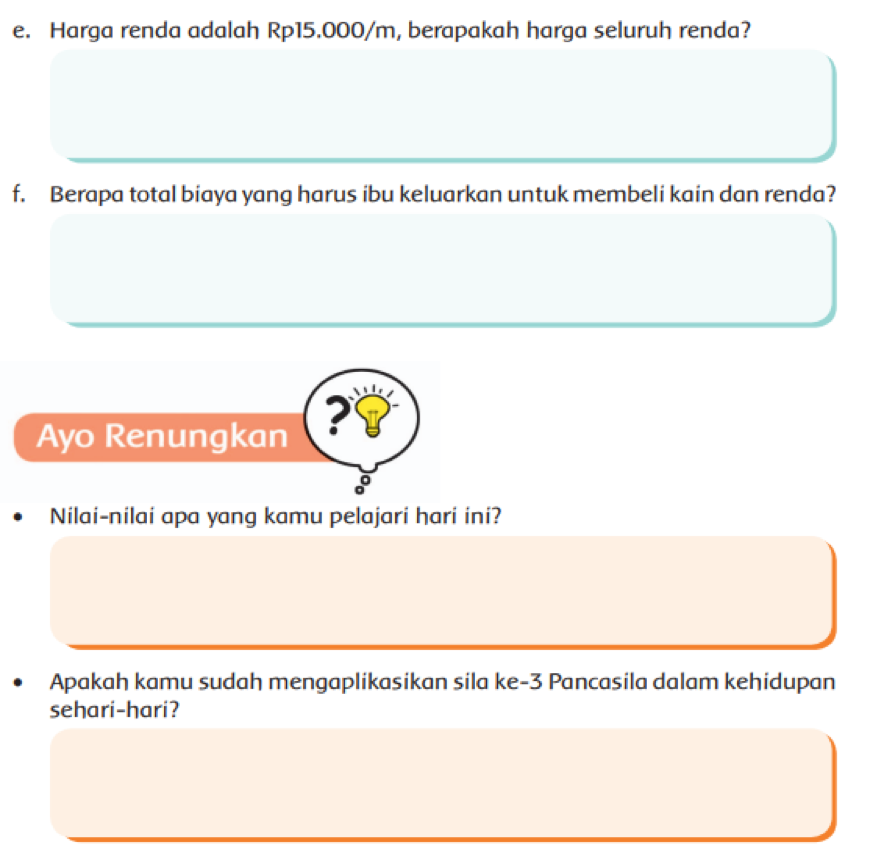 e. Harga renda adalah Rp15.000/m, berapakah harga seluruh renda?
f. Berapa total biaya yang harus ibu keluarkan untuk membeli kain dan renda?
?
Ayo Renungkan
• Nilai-nilai apa yang kamu pelajari hari ini?
• Apakah kamu sudah mengaplikasikan sila ke-3 Pancasila dalam kehidupan
sehari-hari?